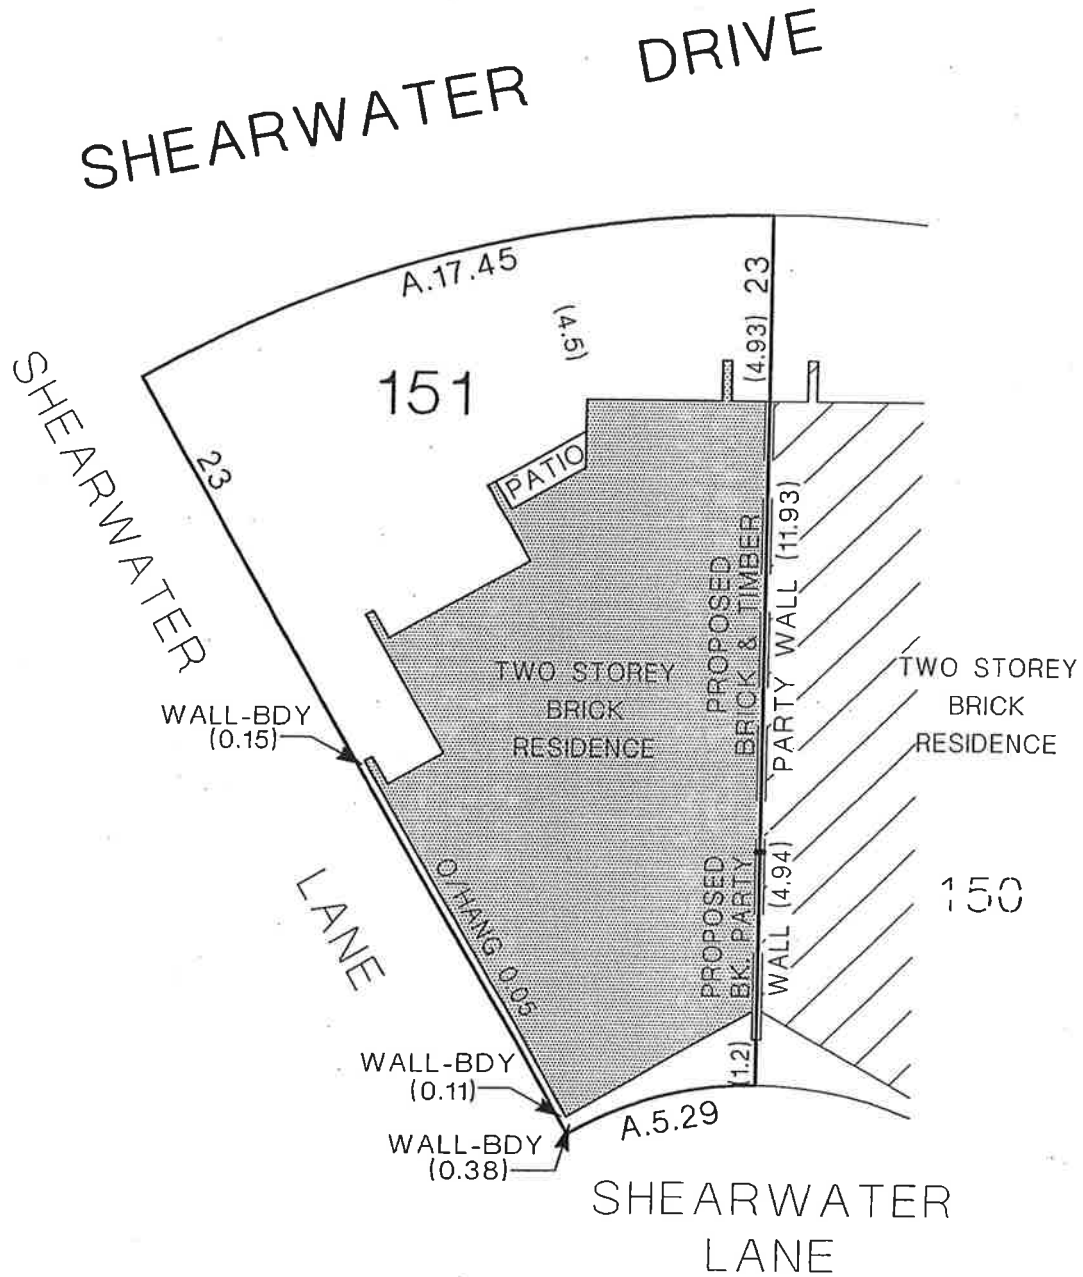 SHEARWATER DRIVE
A.17.45
23
(4.93)
(4.5)
151
SHEARWATER
LANE
23
PATIO
PROPOSED
BRICK & TIMBER
PARTY WALL (11.93)
TWO STOREY
BRICK
RESIDENCE
TWO STOREY
BRICK
RESIDENCE
WALL-BDY
(0.15)
O/HANG 0.05
PROPOSED
BK. PARTY
WALL (4.94)
150
WALL-BDY
(0.11)
(1.2)
A.5.29
WALL-BDY
(0.38)
SHEARWATER
LANE